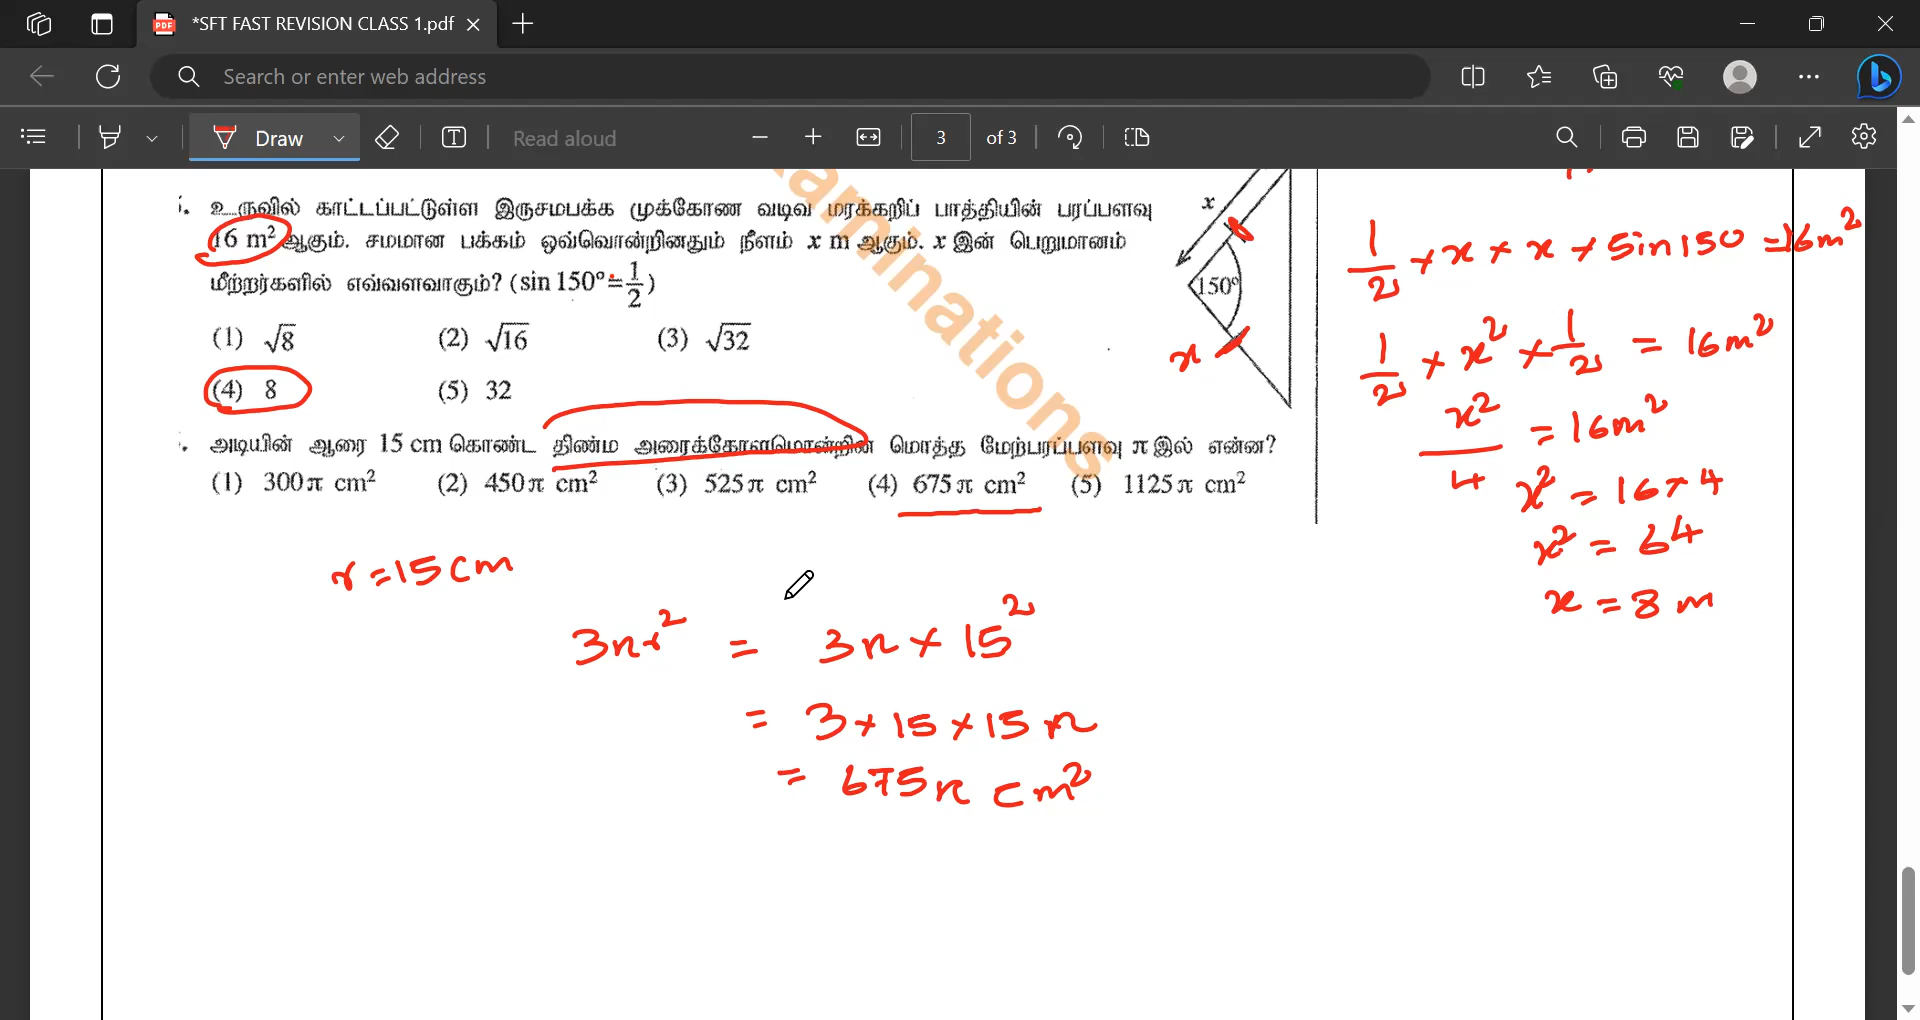 *SFT FAST REVISION CLASS 1.pdf
Search or enter web address
Draw
Read aloud
3 of 3
உருவில் காட்டப்பட்டுள்ள இருசமபக்க முக்கோண வடிவ மரக்கறிப் பாத்தியின் பரப்பளவு
16 m² ஆகும். சமமான பக்கம் ஒவ்வொன்றினதும் நீளம் x m ஆகும். x இன் பெறுமானம்
மீற்றர்களில் எவ்வளவாகும்? (sin 150° = 1/2)
(1) √8 (2) √16 (3) √32
(4) 8 (5) 32
x
150°
x
அடியின் ஆரை 15 cm கொண்ட திண்ம அரைக்கோளமொன்றின் மொத்த மேற்பரப்பளவு π இல் என்ன?
(1) 300π cm² (2) 450π cm² (3) 525π cm² (4) 675π cm² (5) 1125π cm²
aminations
r = 15 cm
3πr² = 3π × 15²
= 3 × 15 × 15 π
= 675π cm²
1/2 × x × x × sin 150 = 16m²
1/2 × x² × 1/2 = 16m²
x²/4 = 16m²
x² = 16 × 4
x² = 64
x = 8 m